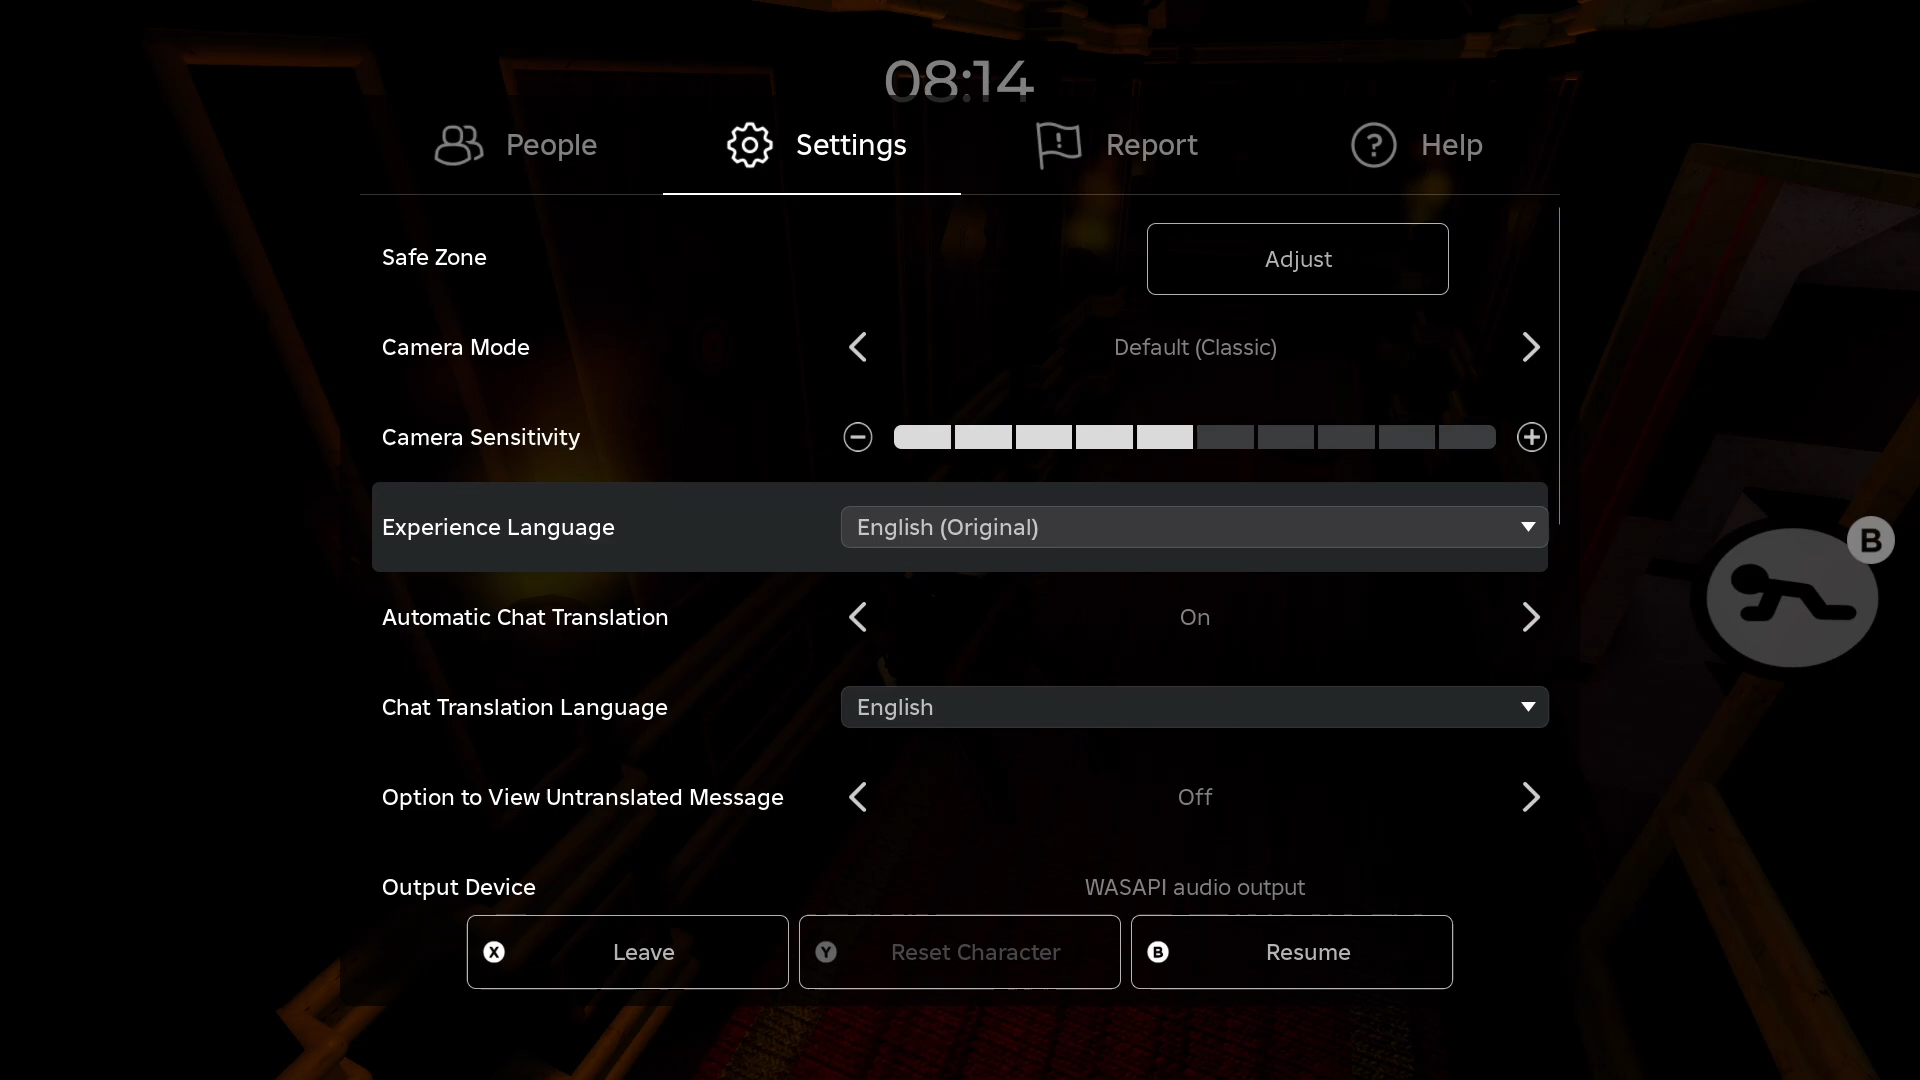 08:14
People
Settings
Report
Help
Safe Zone
Adjust
Camera Mode
Default (Classic)
Camera Sensitivity
Experience Language
English (Original)
B
Automatic Chat Translation
On
Chat Translation Language
English
Option to View Untranslated Message
Off
Output Device
WASAPI audio output
X Leave
Y Reset Character
B Resume